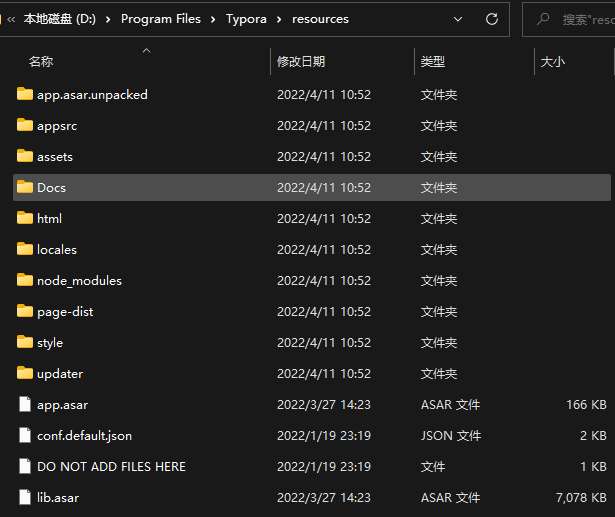 « 本地磁盘 (D:) › Program Files › Typora › resources
搜索"reso
名称 修改日期 类型 大小
app.asar.unpacked 2022/4/11 10:52 文件夹
appsrc 2022/4/11 10:52 文件夹
assets 2022/4/11 10:52 文件夹
Docs 2022/4/11 10:52 文件夹
html 2022/4/11 10:52 文件夹
locales 2022/4/11 10:52 文件夹
node_modules 2022/4/11 10:52 文件夹
page-dist 2022/4/11 10:52 文件夹
style 2022/4/11 10:52 文件夹
updater 2022/4/11 10:52 文件夹
app.asar 2022/3/27 14:23 ASAR 文件 166 KB
conf.default.json 2022/1/19 23:19 JSON 文件 2 KB
DO NOT ADD FILES HERE 2022/1/19 23:19 文件 1 KB
lib.asar 2022/3/27 14:23 ASAR 文件 7,078 KB